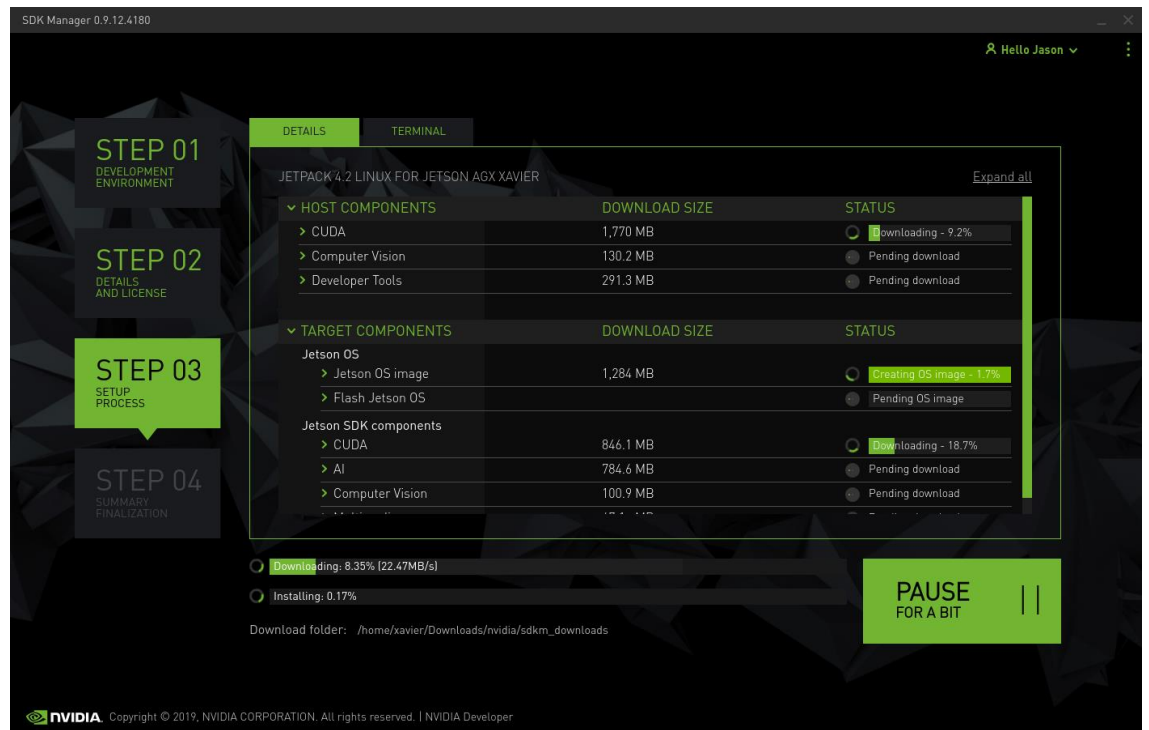 SDK Manager 0.9.12.4180
Hello Jason
STEP 01
DEVELOPMENT
ENVIRONMENT
STEP 02
DETAILS
AND LICENSE
STEP 03
SETUP
PROCESS
STEP 04
SUMMARY
FINALIZATION
DETAILS TERMINAL
JETPACK 4.2 LINUX FOR JETSON AGX XAVIER Expand all
HOST COMPONENTS DOWNLOAD SIZE STATUS
CUDA 1,770 MB Downloading - 9.2%
Computer Vision 130.2 MB Pending download
Developer Tools 291.3 MB Pending download
TARGET COMPONENTS DOWNLOAD SIZE STATUS
Jetson OS
Jetson OS image 1,284 MB Creating OS image - 1.7%
Flash Jetson OS Pending OS image
Jetson SDK components
CUDA 846.1 MB Downloading - 18.7%
AI 784.6 MB Pending download
Computer Vision 100.9 MB Pending download
Downloading: 8.35% (22.47MB/s)
Installing: 0.17%
Download folder: /home/xavier/Downloads/nvidia/sdkm_downloads
PAUSE
FOR A BIT
NVIDIA. Copyright © 2019, NVIDIA CORPORATION. All rights reserved. | NVIDIA Developer